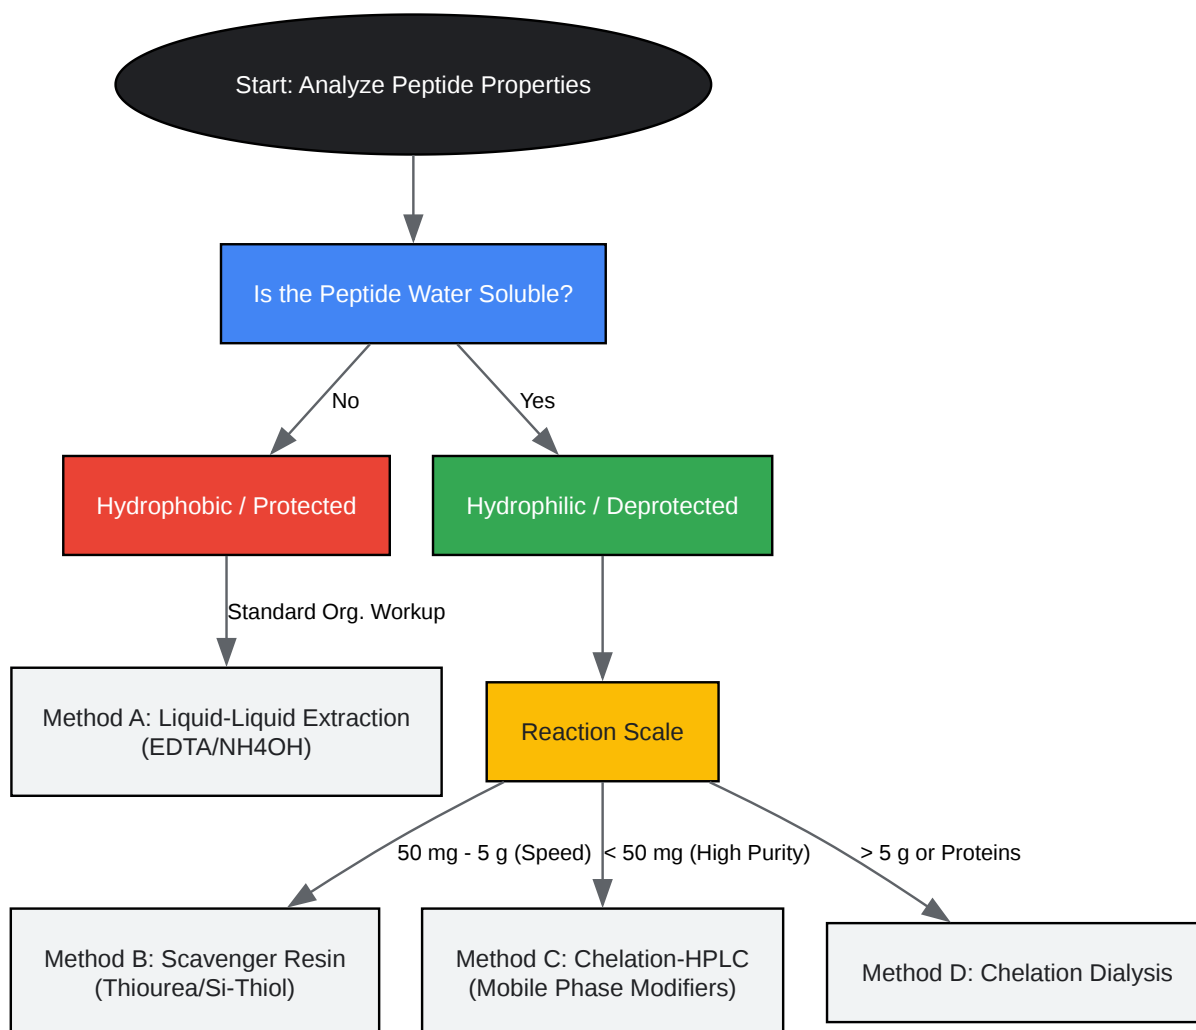 Start: Analyze Peptide Properties
Is the Peptide Water Soluble?
No
Yes
Hydrophobic / Protected
Hydrophilic / Deprotected
Standard Org. Workup
Method A: Liquid-Liquid Extraction
(EDTA/NH4OH)
Reaction Scale
50 mg - 5 g (Speed)
< 50 mg (High Purity)
> 5 g or Proteins
Method B: Scavenger Resin
(Thiourea/Si-Thiol)
Method C: Chelation-HPLC
(Mobile Phase Modifiers)
Method D: Chelation Dialysis